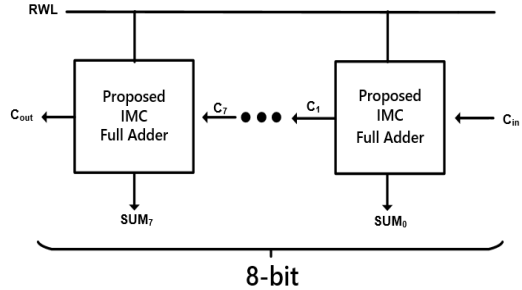 RWL
Proposed
IMC
Full Adder
Proposed
IMC
Full Adder
Cout
C7
C1
Cin
SUM7
SUM0
8-bit